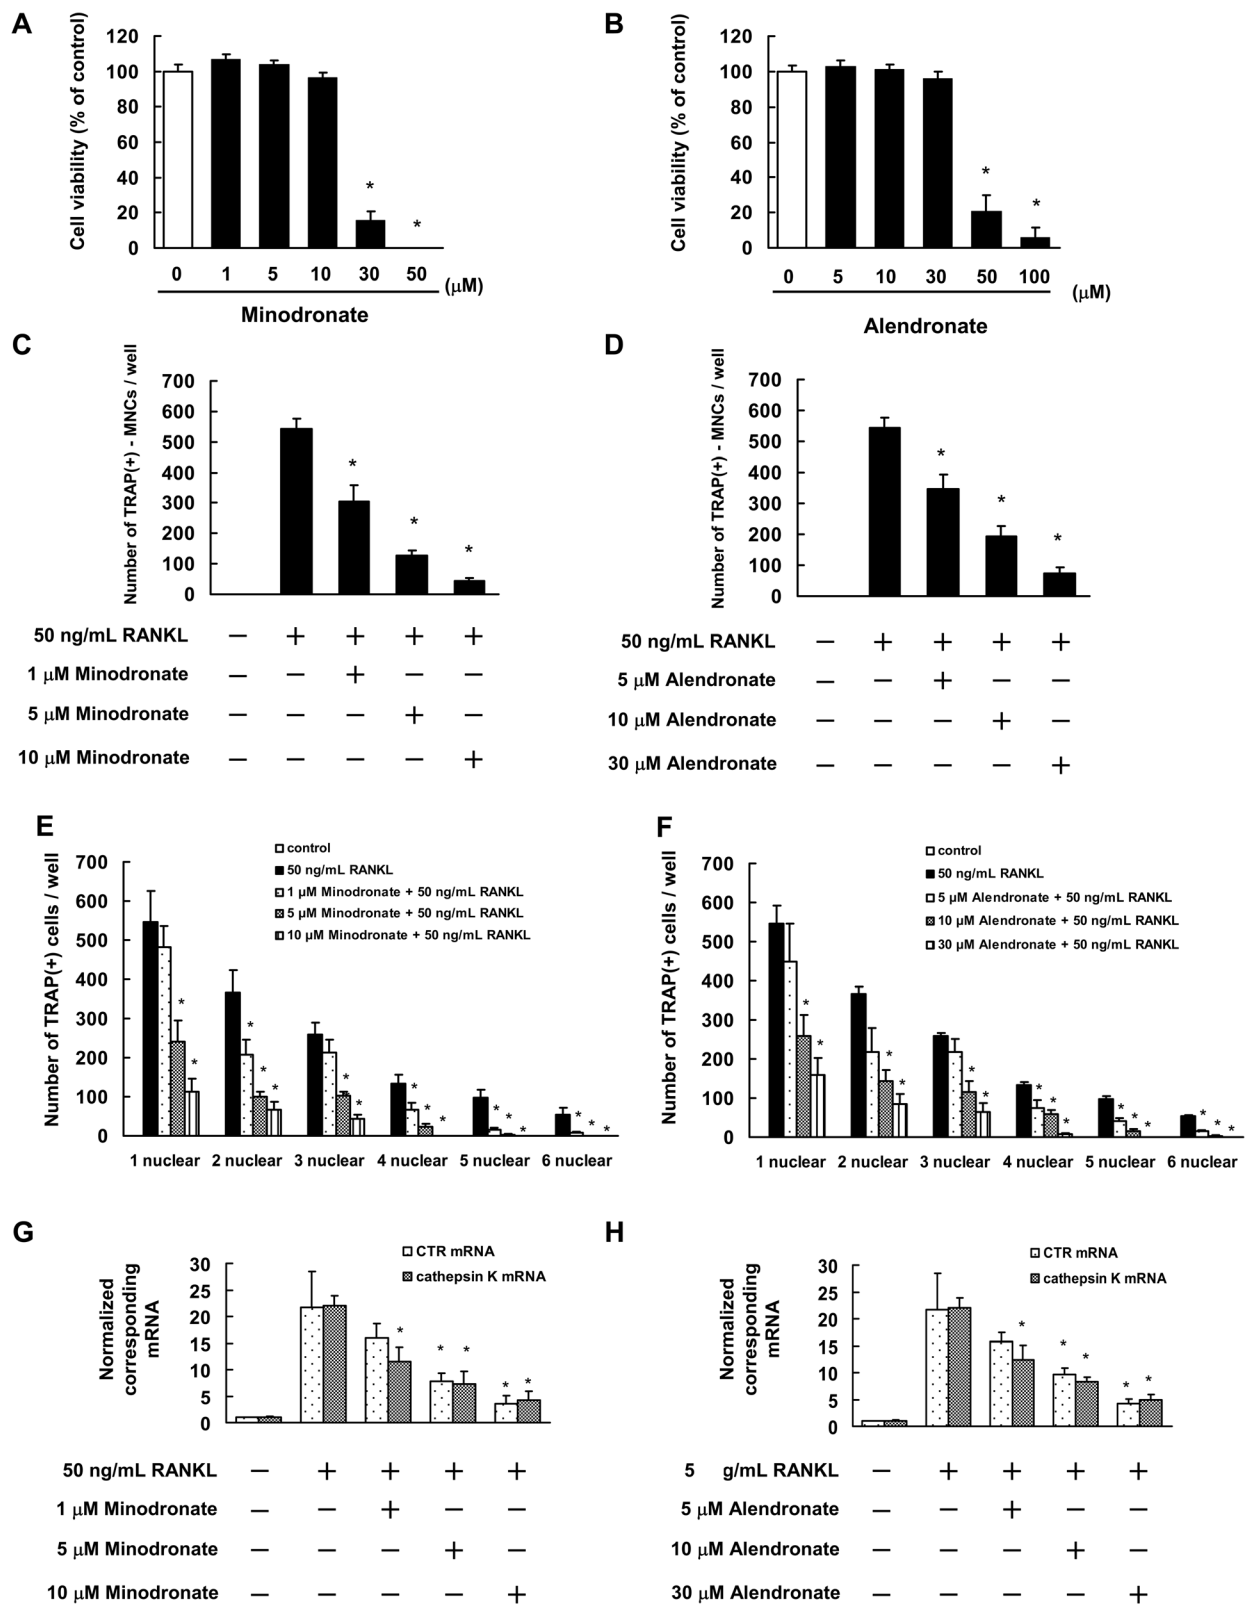 A
120
100
80
60
40
20
0
Cell viability (% of control)
* *
0 1 5 10 30 50 (μM)
Minodronate
B
120
100
80
60
40
20
0
Cell viability (% of control)
* *
0 5 10 30 50 100
(μM)
Alendronate
C
700
600
500
400
300
200
100
0
Number of TRAP(+) - MNCs / well
* * *
50 ng/mL RANKL — + + + +
1 μM Minodronate — — + — —
5 μM Minodronate — — — + —
10 μM Minodronate — — — — +
D
700
600
500
400
300
200
100
0
Number of TRAP(+) - MNCs / well
* * *
50 ng/mL RANKL — + + + +
5 μM Alendronate — — + — —
10 μM Alendronate — — — + —
30 μM Alendronate — — — — +
E
700
600
500
400
300
200
100
0
Number of TRAP(+) cells / well
control
50 ng/mL RANKL
1 μM Minodronate + 50 ng/mL RANKL
5 μM Minodronate + 50 ng/mL RANKL
10 μM Minodronate + 50 ng/mL RANKL
* * * * * * * * * * * * * * * *
1 nuclear 2 nuclear 3 nuclear 4 nuclear 5 nuclear 6 nuclear
F
700
600
500
400
300
200
100
0
Number of TRAP(+) cells / well
control
50 ng/mL RANKL
5 μM Alendronate + 50 ng/mL RANKL
10 μM Alendronate + 50 ng/mL RANKL
30 μM Alendronate + 50 ng/mL RANKL
* * * * * * * * * * * * * * *
1 nuclear 2 nuclear 3 nuclear 4 nuclear 5 nuclear 6 nuclear
G
30
25
20
15
10
5
0
Normalized
corresponding
mRNA
CTR mRNA
cathepsin K mRNA
* * * * *
50 ng/mL RANKL — + + + +
1 μM Minodronate — — + — —
5 μM Minodronate — — — + —
10 μM Minodronate — — — — +
H
30
25
20
15
10
5
0
Normalized
corresponding
mRNA
CTR mRNA
cathepsin K mRNA
* * * * *
5 g/mL RANKL — + + + +
5 μM Alendronate — — + — —
10 μM Alendronate — — — + —
30 μM Alendronate — — — — +